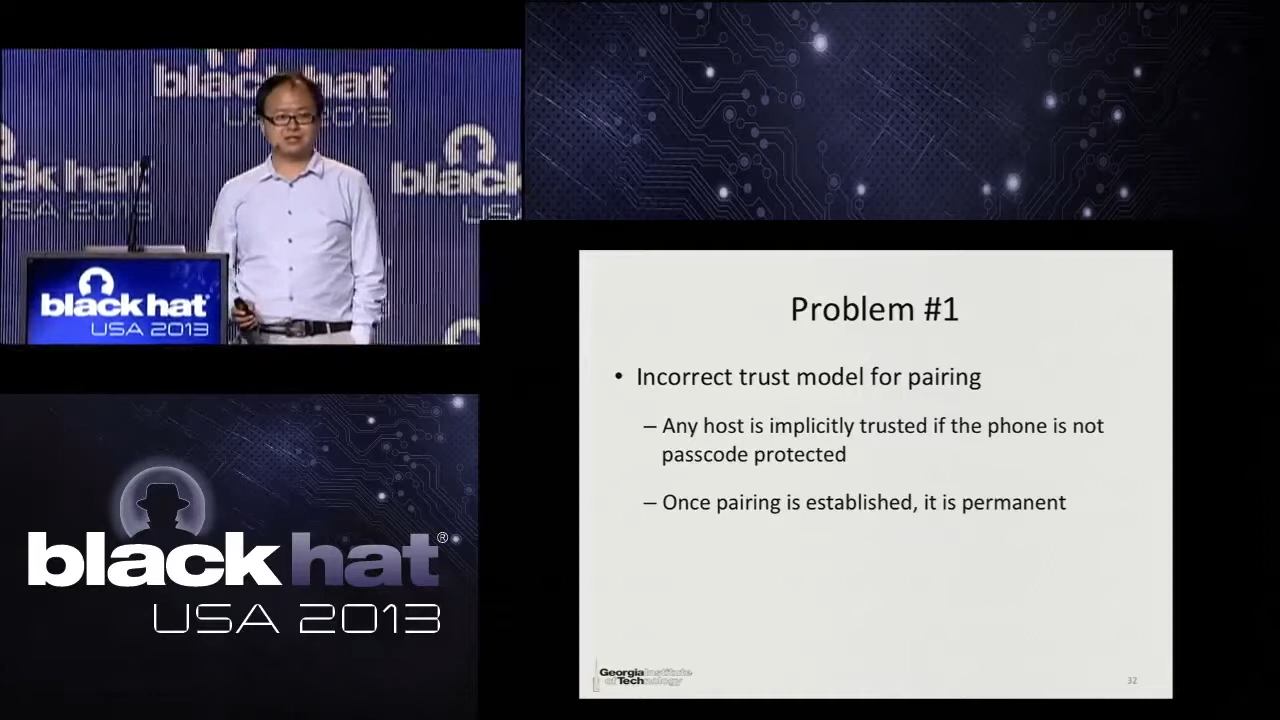 black hat
USA 2013
ck hat
USA 2013
black
US
black hat
USA 2013
black hat®
USA 2013
Problem #1
• Incorrect trust model for pairing
– Any host is implicitly trusted if the phone is not
passcode protected
– Once pairing is established, it is permanent
Georgia Institute
of Technology
32